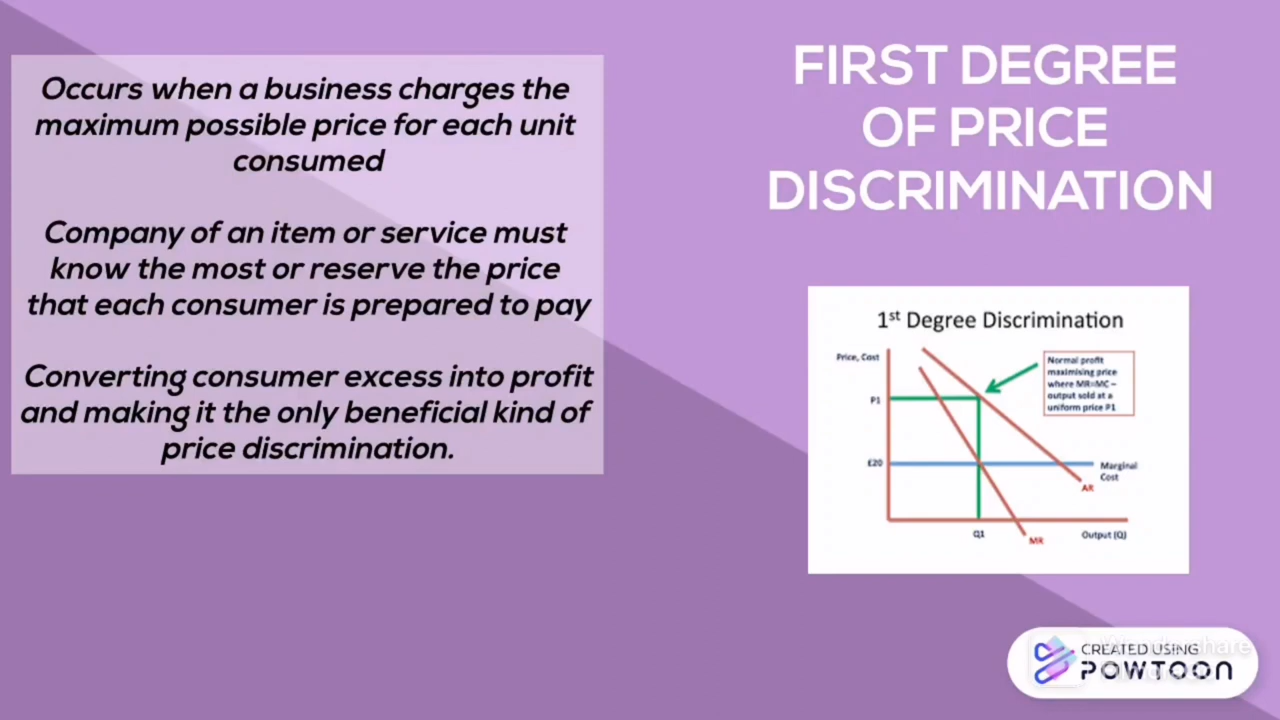 Occurs when a business charges the
maximum possible price for each unit
consumed
Company of an item or service must
know the most or reserve the price
that each consumer is prepared to pay
Converting consumer excess into profit
and making it the only beneficial kind of
price discrimination.
FIRST DEGREE
OF PRICE
DISCRIMINATION
1st Degree Discrimination
Price, Cost
Normal profit
maximising price
where MR=MC –
output sold at a
uniform price P1
P1
£20
Marginal
Cost
AR
Q1
MR
Output (Q)
CREATED USING
POWTOON
Wondershare